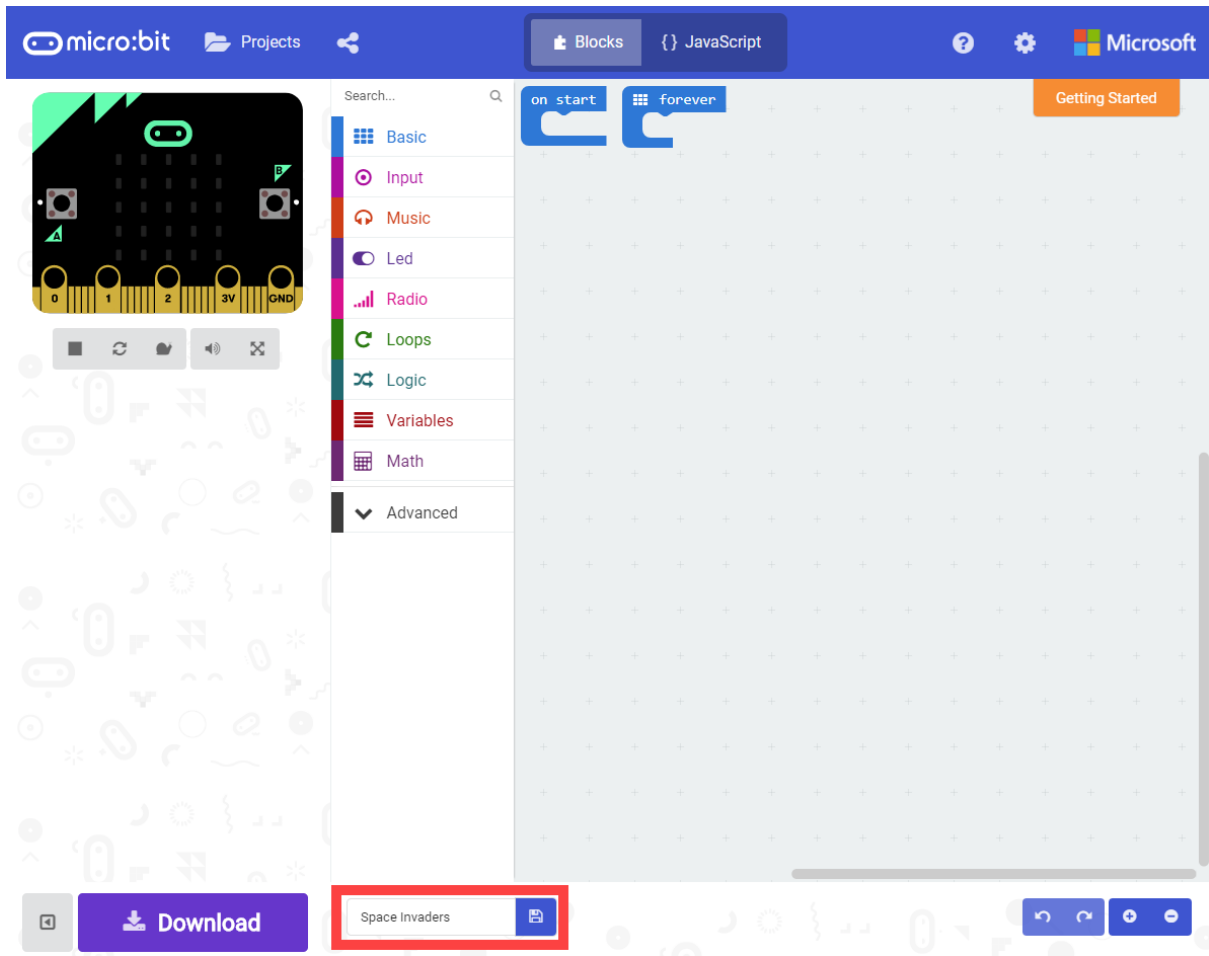 micro:bit
Projects
Blocks
{} JavaScript
Microsoft
Search...
Basic
Input
Music
Led
Radio
Loops
Logic
Variables
Math
Advanced
on start
forever
Getting Started
B
A
0
1
2
3V
GND
Download
Space Invaders